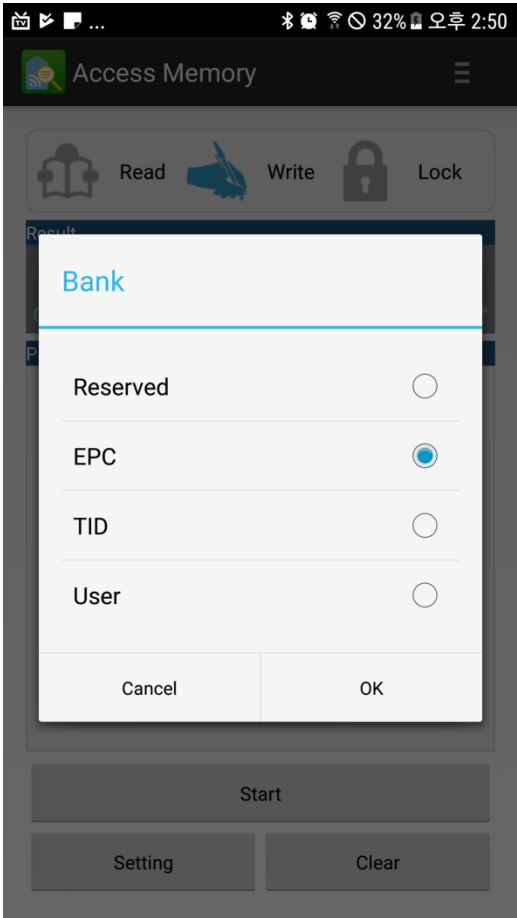 ... 32% 오후 2:50
Access Memory
Read Write Lock
Result
Bank
Reserved
EPC
TID
User
Cancel OK
Start
Setting Clear